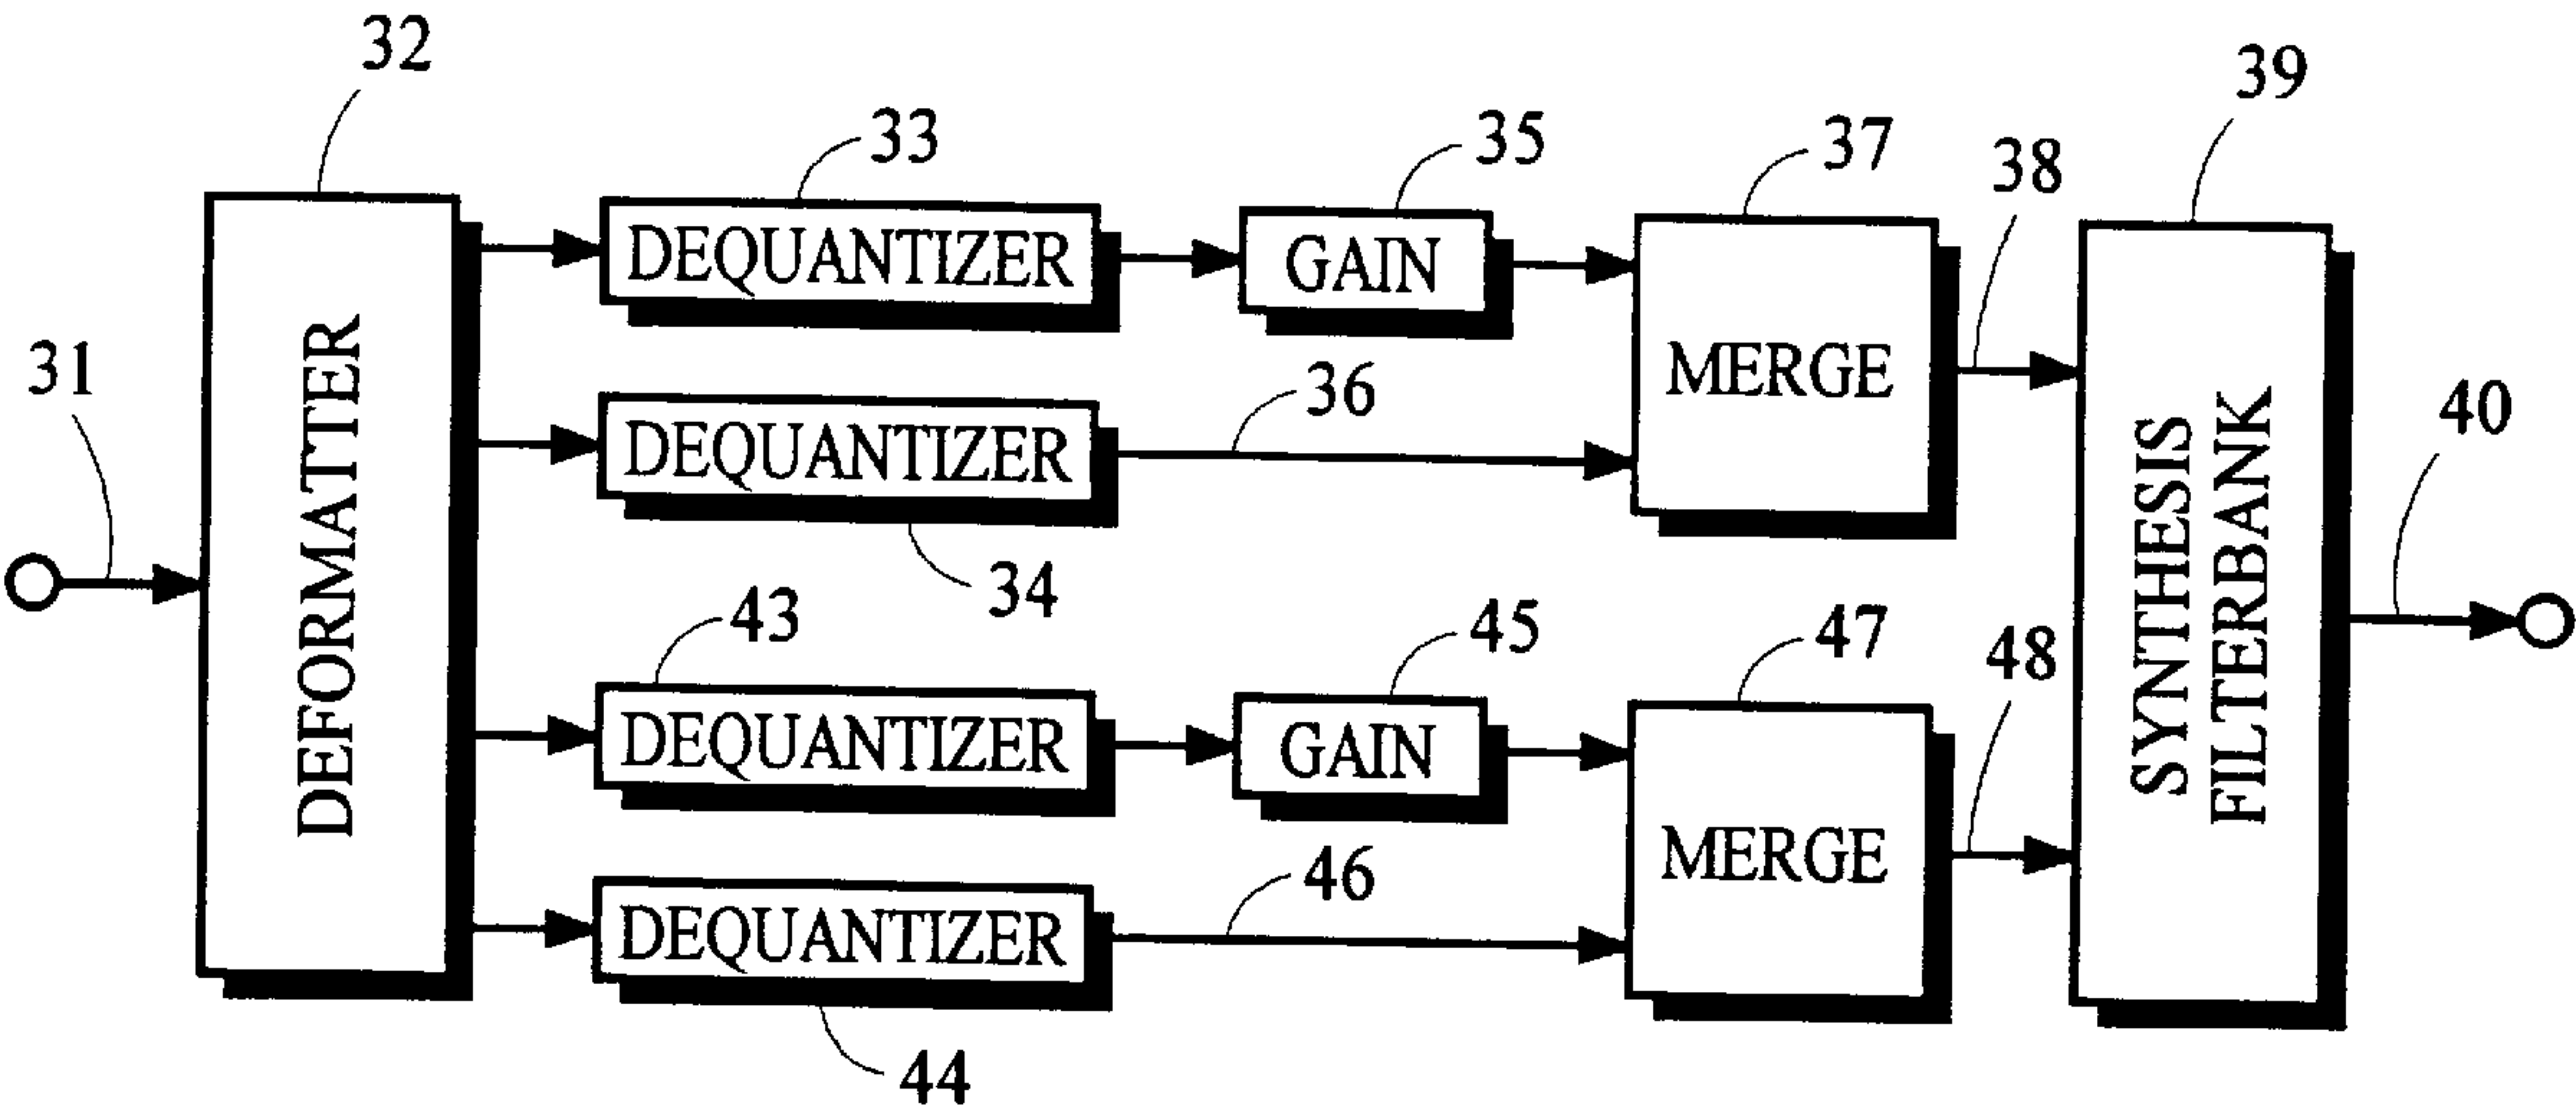 32
33
35
37
38
39
DEQUANTIZER
GAIN
MERGE
31
36
40
DEQUANTIZER
34
DEFORMATTER
SYNTHESIS
FILTERBANK
43
45
47
48
DEQUANTIZER
GAIN
MERGE
46
DEQUANTIZER
44